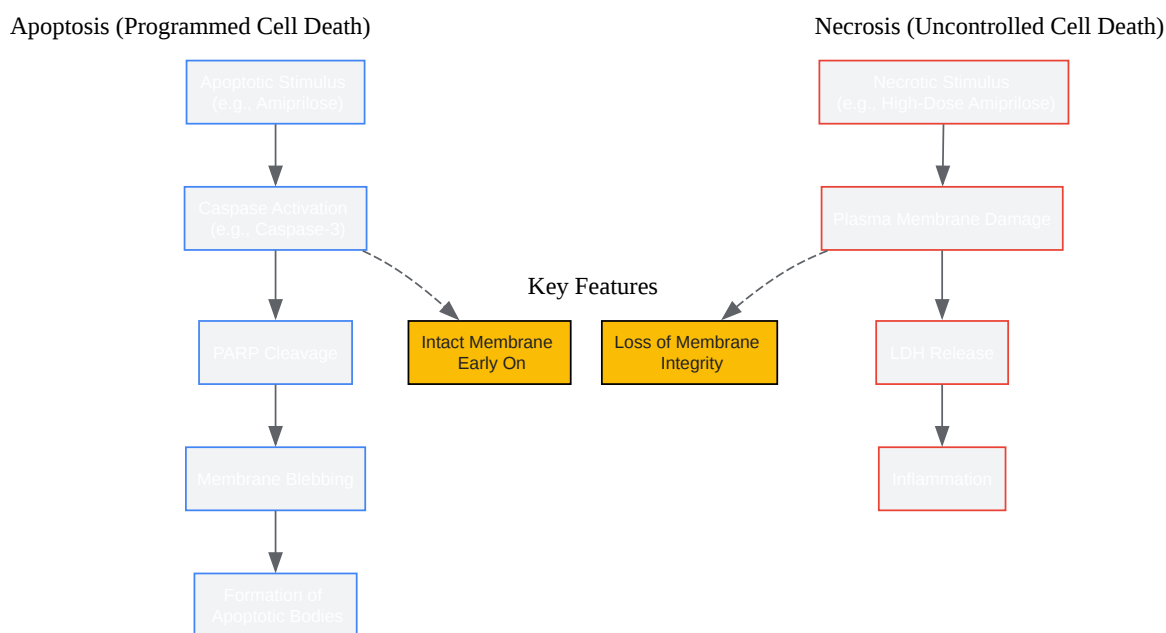 Apoptosis (Programmed Cell Death)
Apoptotic Stimulus
(e.g., Amiprilose)
Caspase Activation
(e.g., Caspase-3)
PARP Cleavage
Membrane Blebbing
Formation of
Apoptotic Bodies
Key Features
Intact Membrane
Early On
Loss of Membrane
Integrity
Necrosis (Uncontrolled Cell Death)
Necrotic Stimulus
(e.g., High-Dose Amiprilose)
Plasma Membrane Damage
LDH Release
Inflammation